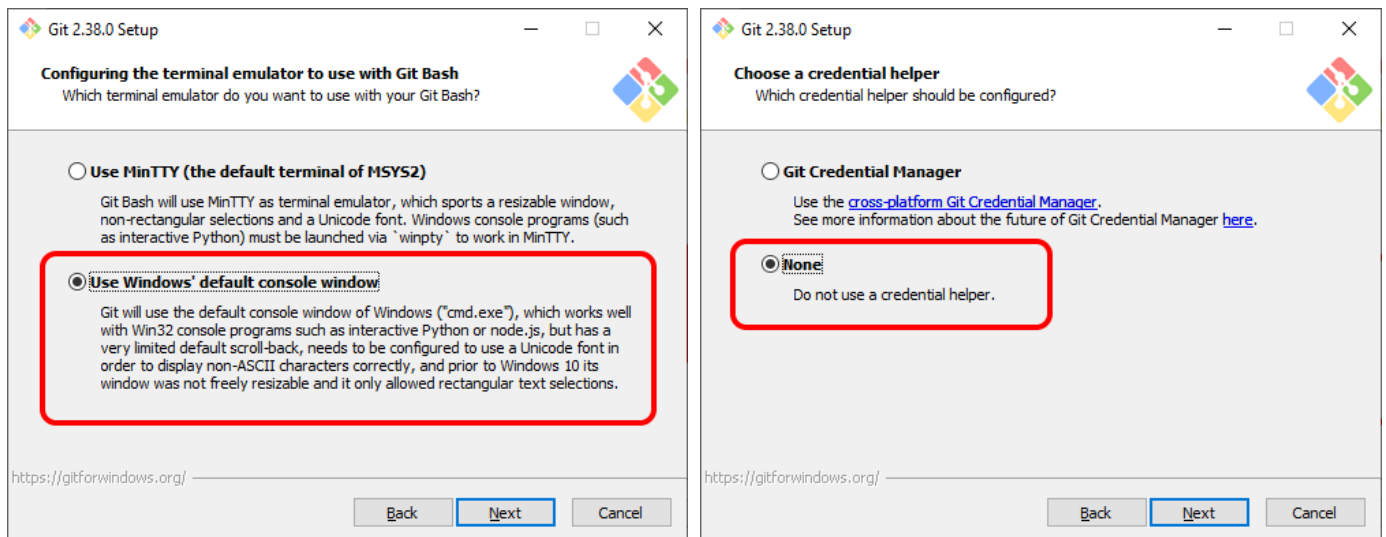 Git 2.38.0 Setup
Configuring the terminal emulator to use with Git Bash
Which terminal emulator do you want to use with your Git Bash?
Use MinTTY (the default terminal of MSYS2)
Git Bash will use MinTTY as terminal emulator, which sports a resizable window,
non-rectangular selections and a Unicode font. Windows console programs (such
as interactive Python) must be launched via `winpty` to work in MinTTY.
Use Windows' default console window
Git will use the default console window of Windows ("cmd.exe"), which works well
with Win32 console programs such as interactive Python or node.js, but has a
very limited default scroll-back, needs to be configured to use a Unicode font in
order to display non-ASCII characters correctly, and prior to Windows 10 its
window was not freely resizable and it only allowed rectangular text selections.
https://gitforwindows.org/
Back Next Cancel
Git 2.38.0 Setup
Choose a credential helper
Which credential helper should be configured?
Git Credential Manager
Use the cross-platform Git Credential Manager.
See more information about the future of Git Credential Manager here.
None
Do not use a credential helper.
https://gitforwindows.org/
Back Next Cancel